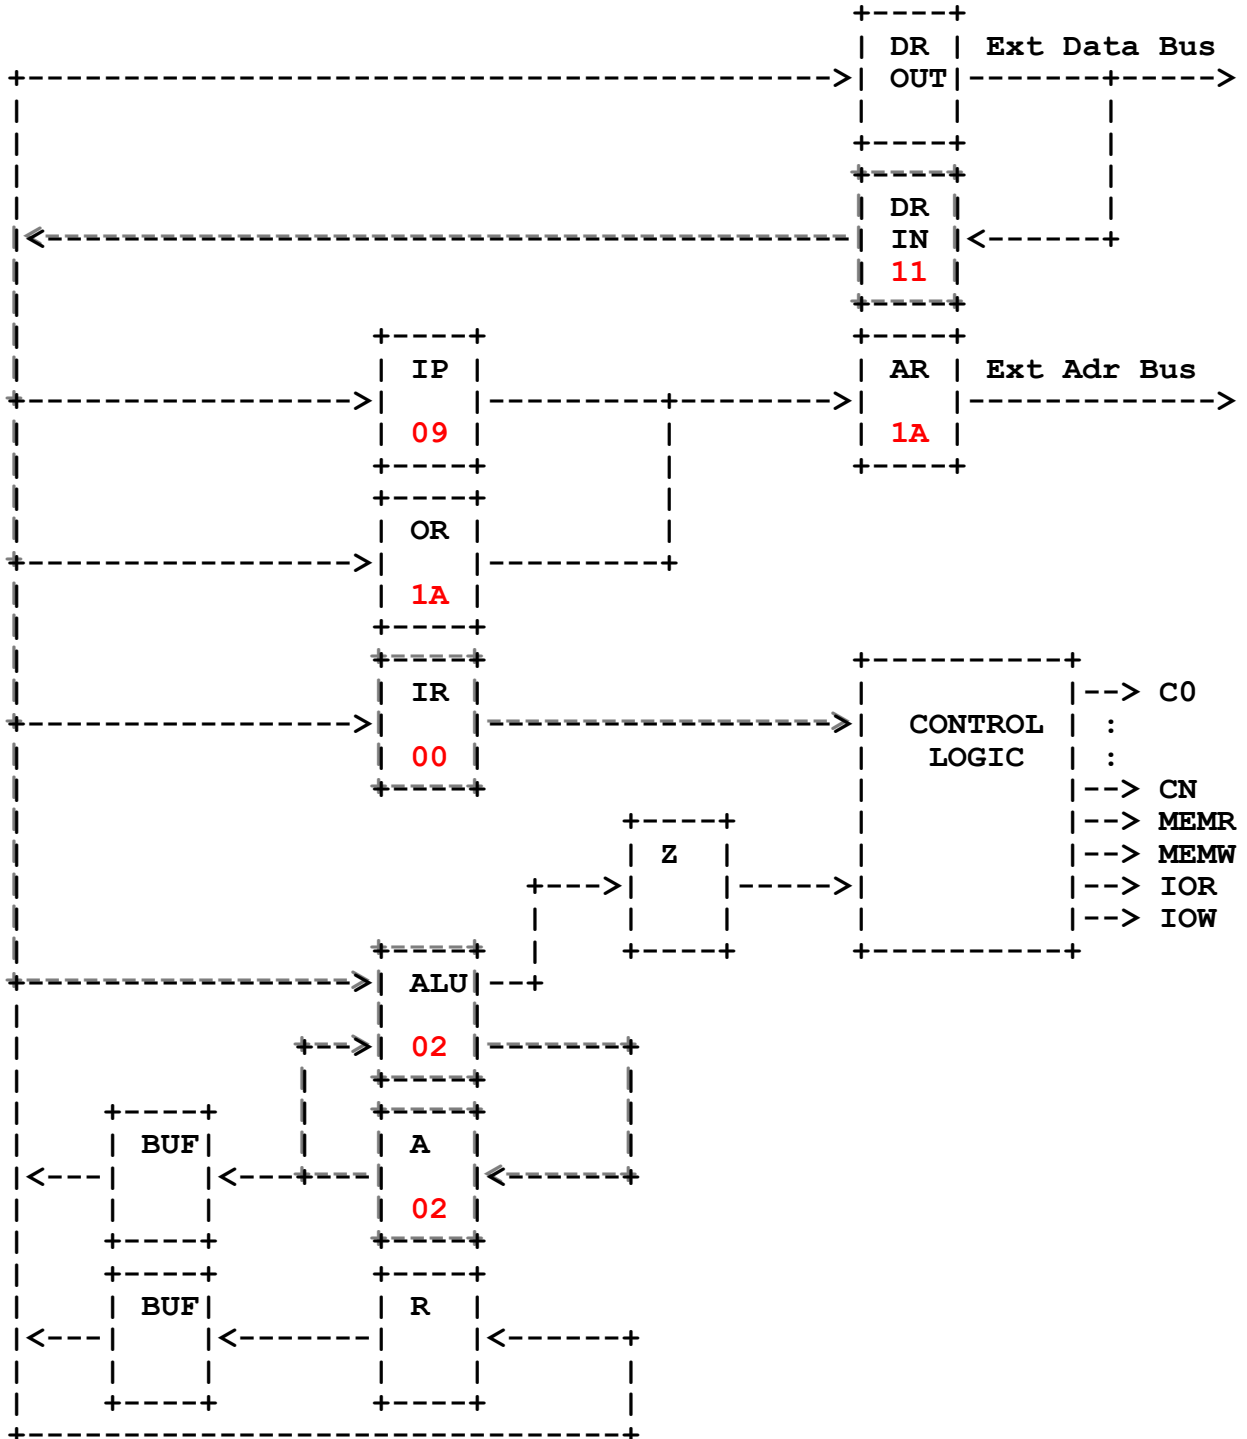 DR Ext Data Bus
OUT
DR
IN
11
IP AR Ext Adr Bus
09 1A
OR
1A
IR C0
CONTROL :
00 LOGIC :
CN
MEMR
Z MEMW
IOR
IOW
ALU
02
BUF A
02
BUF R